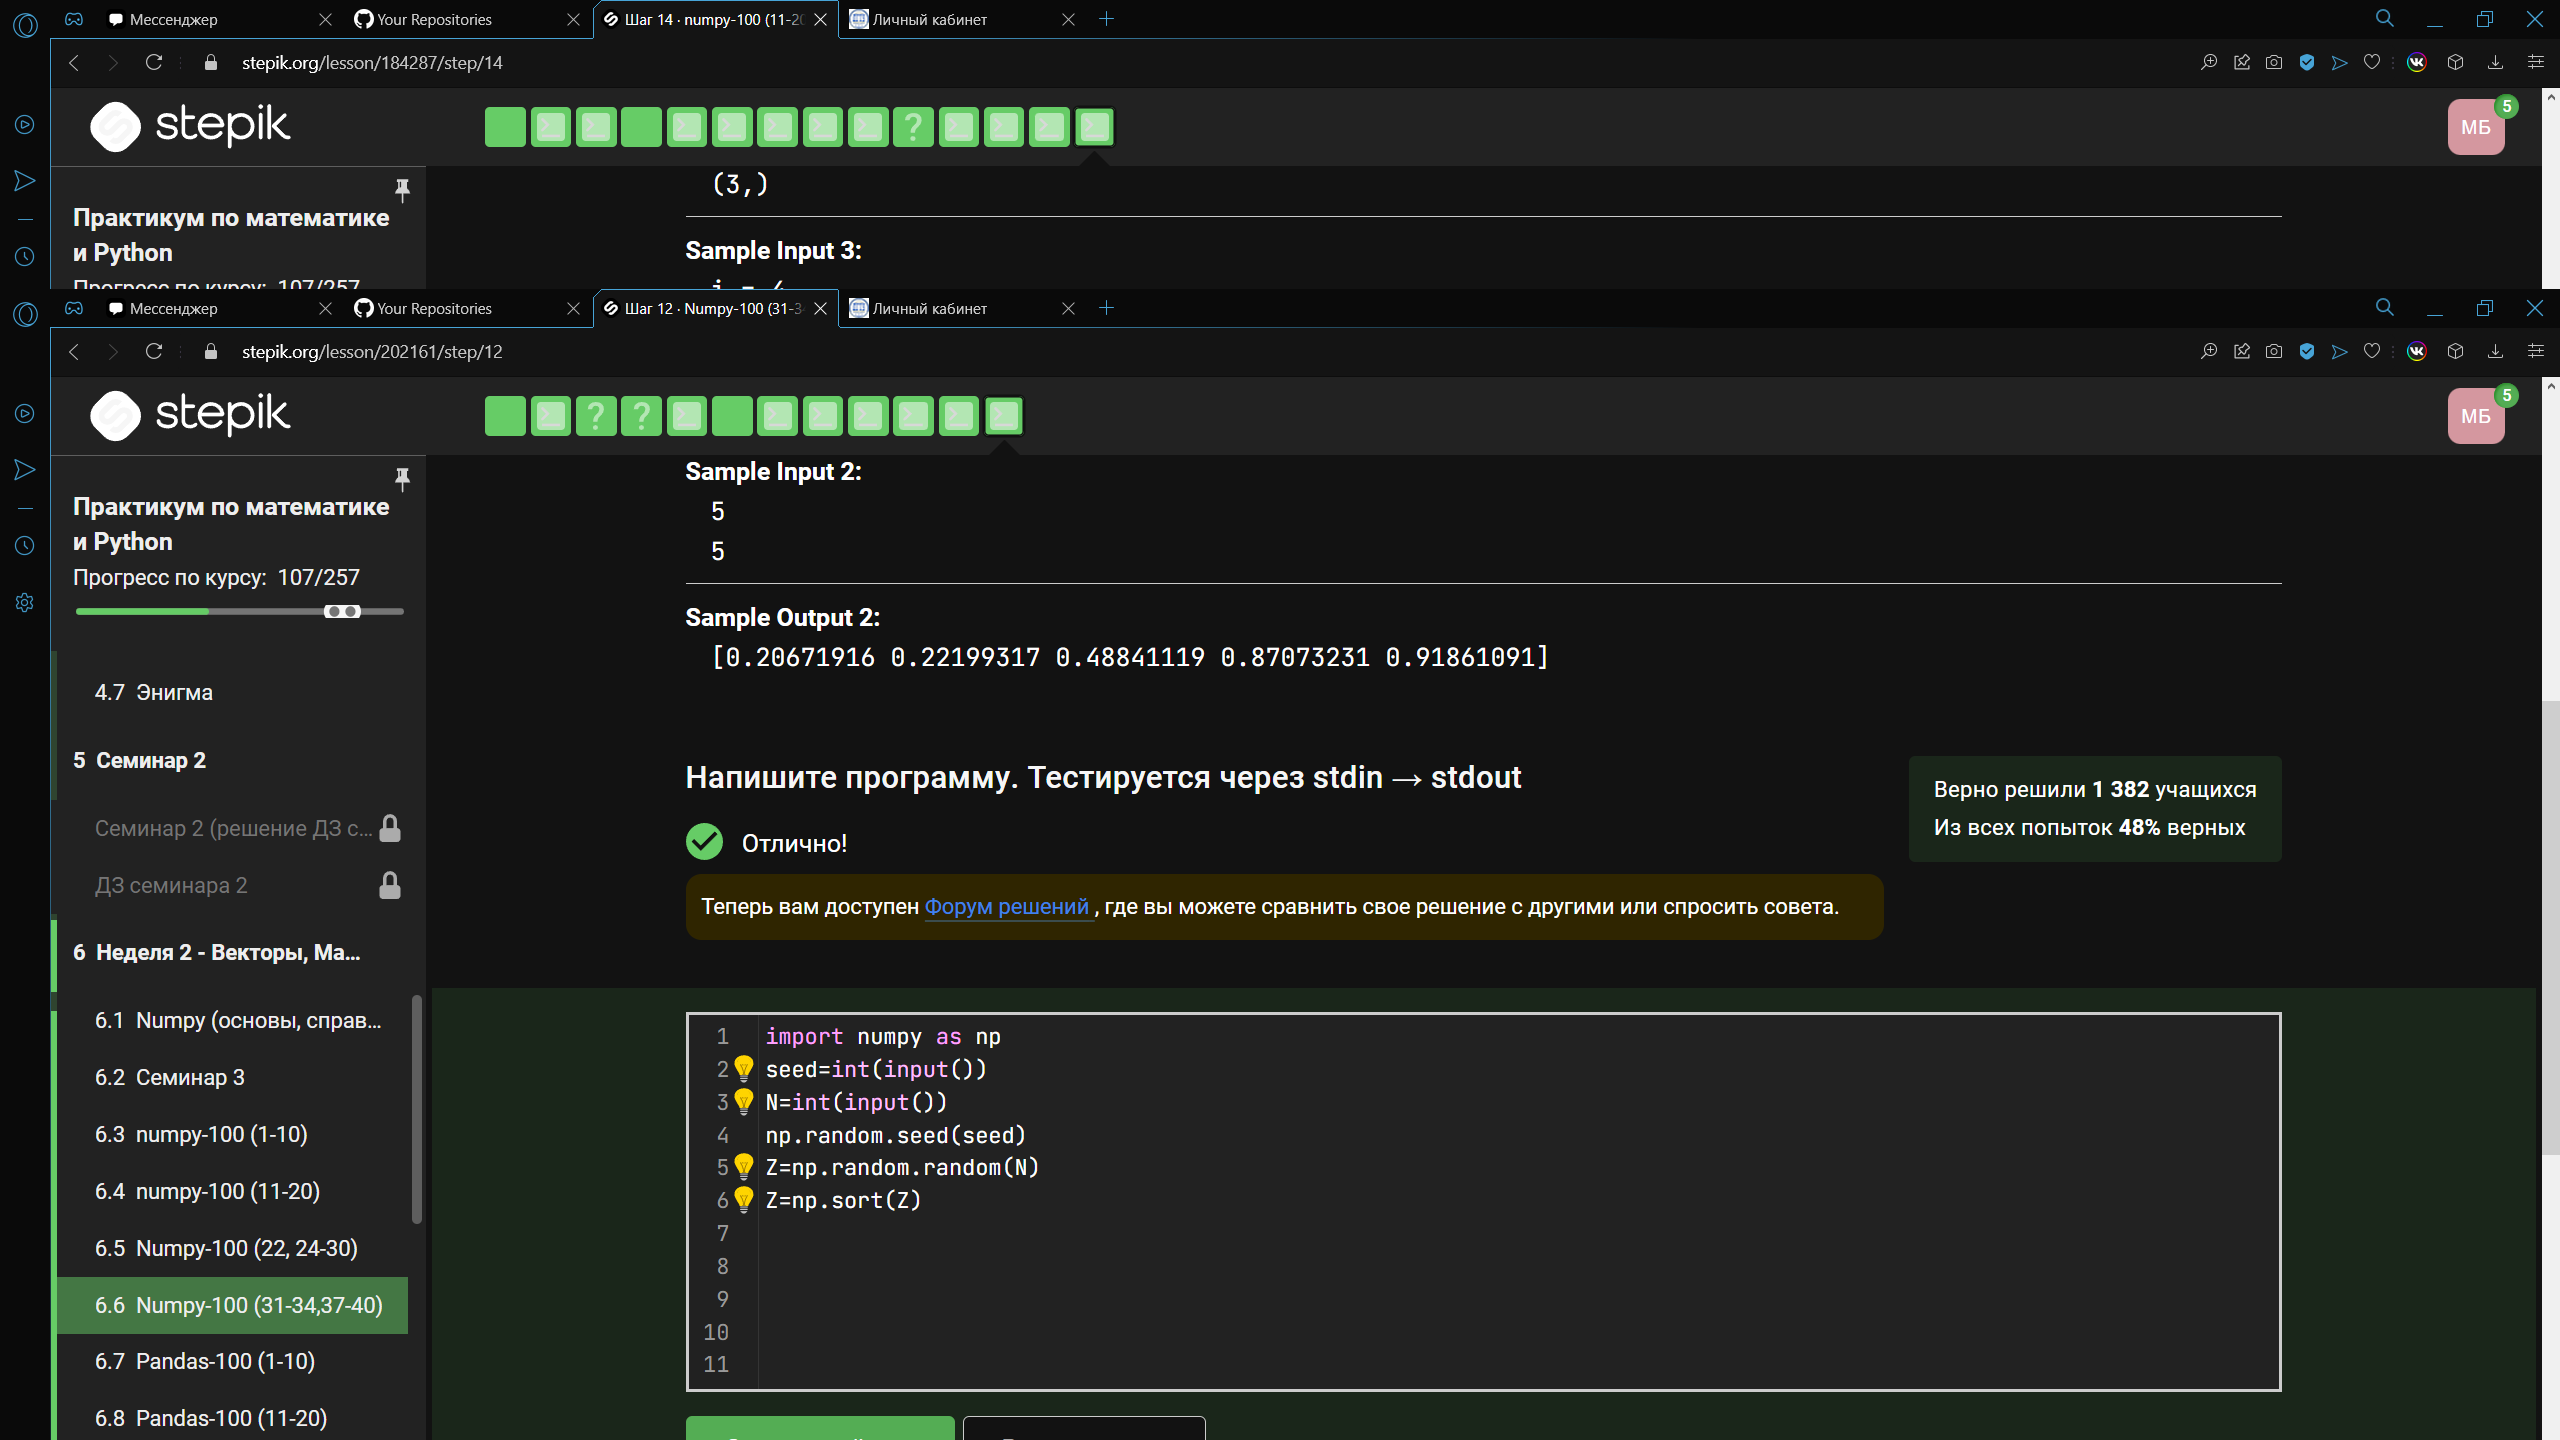 Мессенджер
Your Repositories
Шаг 14 · numpy-100 (11-20
Личный кабинет
stepik.org/lesson/184287/step/14
stepik
?
МБ
5
Практикум по математике
и Python
Прогресс по курсу: 107/257
(3,)
Sample Input 3:
Мессенджер
Your Repositories
Шаг 12 · Numpy-100 (31-34
Личный кабинет
stepik.org/lesson/202161/step/12
stepik
? ?
МБ
5
Практикум по математике
и Python
Прогресс по курсу: 107/257
4.7 Энигма
5 Семинар 2
Семинар 2 (решение ДЗ с...
ДЗ семинара 2
6 Неделя 2 - Векторы, Ма...
6.1 Numpy (основы, справ...
6.2 Семинар 3
6.3 numpy-100 (1-10)
6.4 numpy-100 (11-20)
6.5 Numpy-100 (22, 24-30)
6.6 Numpy-100 (31-34,37-40)
6.7 Pandas-100 (1-10)
6.8 Pandas-100 (11-20)
Sample Input 2:
5
5
Sample Output 2:
[0.20671916 0.22199317 0.48841119 0.87073231 0.91861091]
Напишите программу. Тестируется через stdin → stdout
Верно решили 1 382 учащихся
Из всех попыток 48% верных
Отлично!
Теперь вам доступен Форум решений , где вы можете сравнить свое решение с другими или спросить совета.
1 import numpy as np
2 seed=int(input())
3 N=int(input())
4 np.random.seed(seed)
5 Z=np.random.random(N)
6 Z=np.sort(Z)
7
8
9
10
11